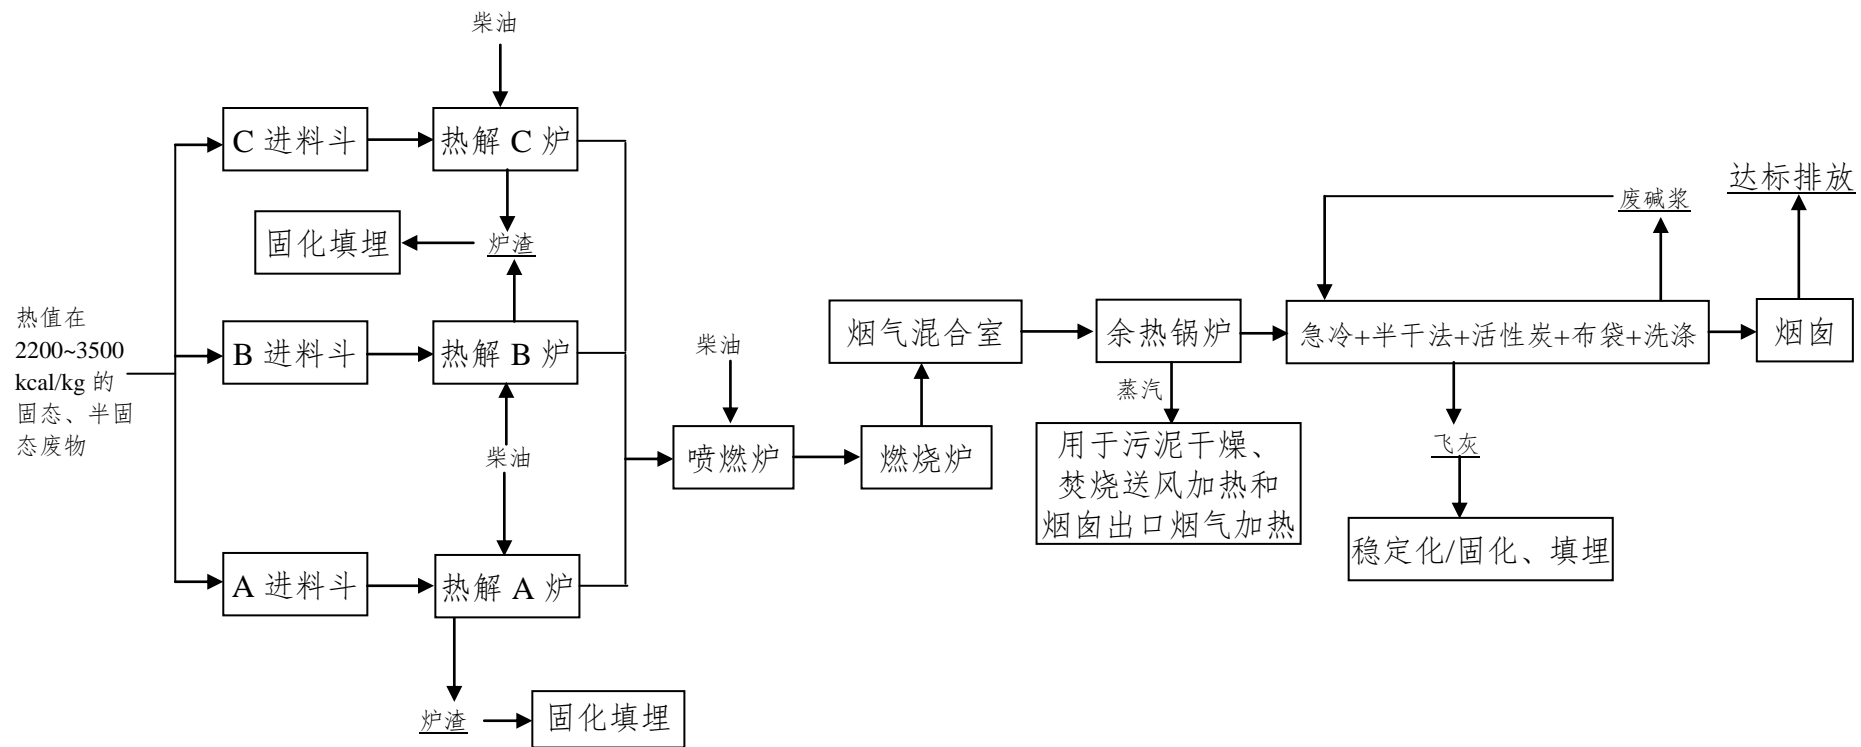 柴油
C 进料斗
热解 C 炉
固化填埋
炉渣
热值在
2200~3500
kcal/kg 的
固态、半固
态废物
B 进料斗
热解 B 炉
柴油
A 进料斗
热解 A 炉
炉渣
固化填埋
柴油
喷燃炉
燃烧炉
烟气混合室
余热锅炉
蒸汽
用于污泥干燥、
焚烧送风加热和
烟囱出口烟气加热
急冷+半干法+活性炭+布袋+洗涤
废碱浆
飞灰
稳定化/固化、填埋
烟囱
达标排放